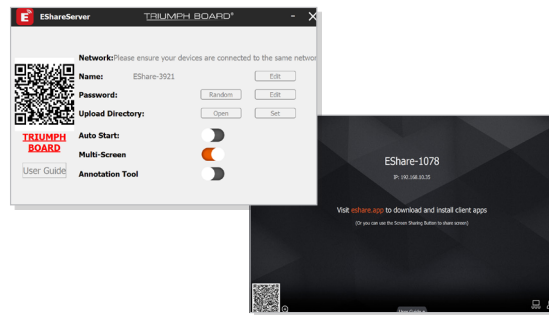 E EShareServer TRIUMPH BOARD® - X
Network:Please ensure your devices are connected to the same networ
Name: EShare-3921 Edit
Password: Random Edit
Upload Directory: Open Set
Auto Start:
Multi-Screen
Annotation Tool
TRIUMPH
BOARD
User Guide
EShare-1078
IP: 192.168.10.35
Visit eshare.app to download and install client apps
(Or you can use the Screen Sharing Button to share screen)
User Guide